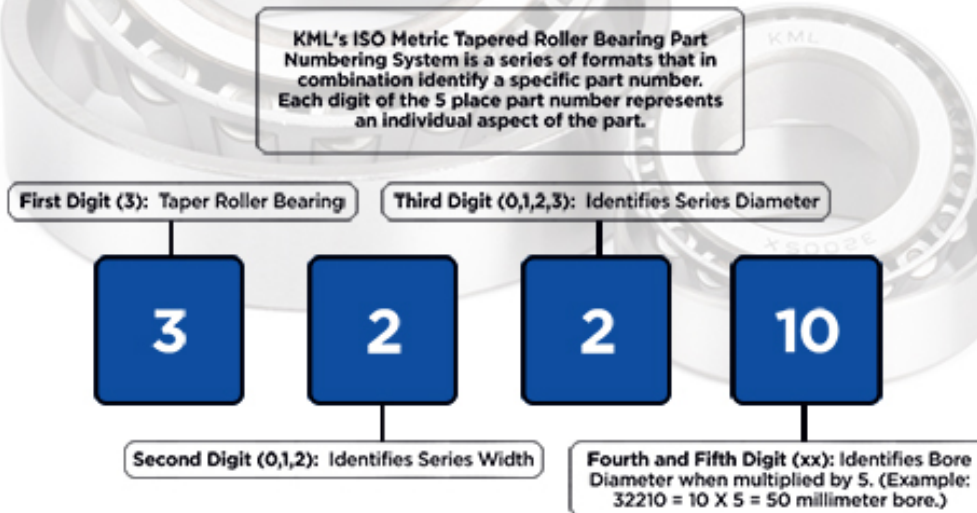 KML's ISO Metric Tapered Roller Bearing Part
Numbering System is a series of formats that in
combination identify a specific part number.
Each digit of the 5 place part number represents
an individual aspect of the part.
KML
First Digit (3): Taper Roller Bearing
Third Digit (0,1,2,3): Identifies Series Diameter
3
2
2
10
Second Digit (0,1,2): Identifies Series Width
Fourth and Fifth Digit (xx): Identifies Bore
Diameter when multiplied by 5. (Example:
32210 = 10 X 5 = 50 millimeter bore.)